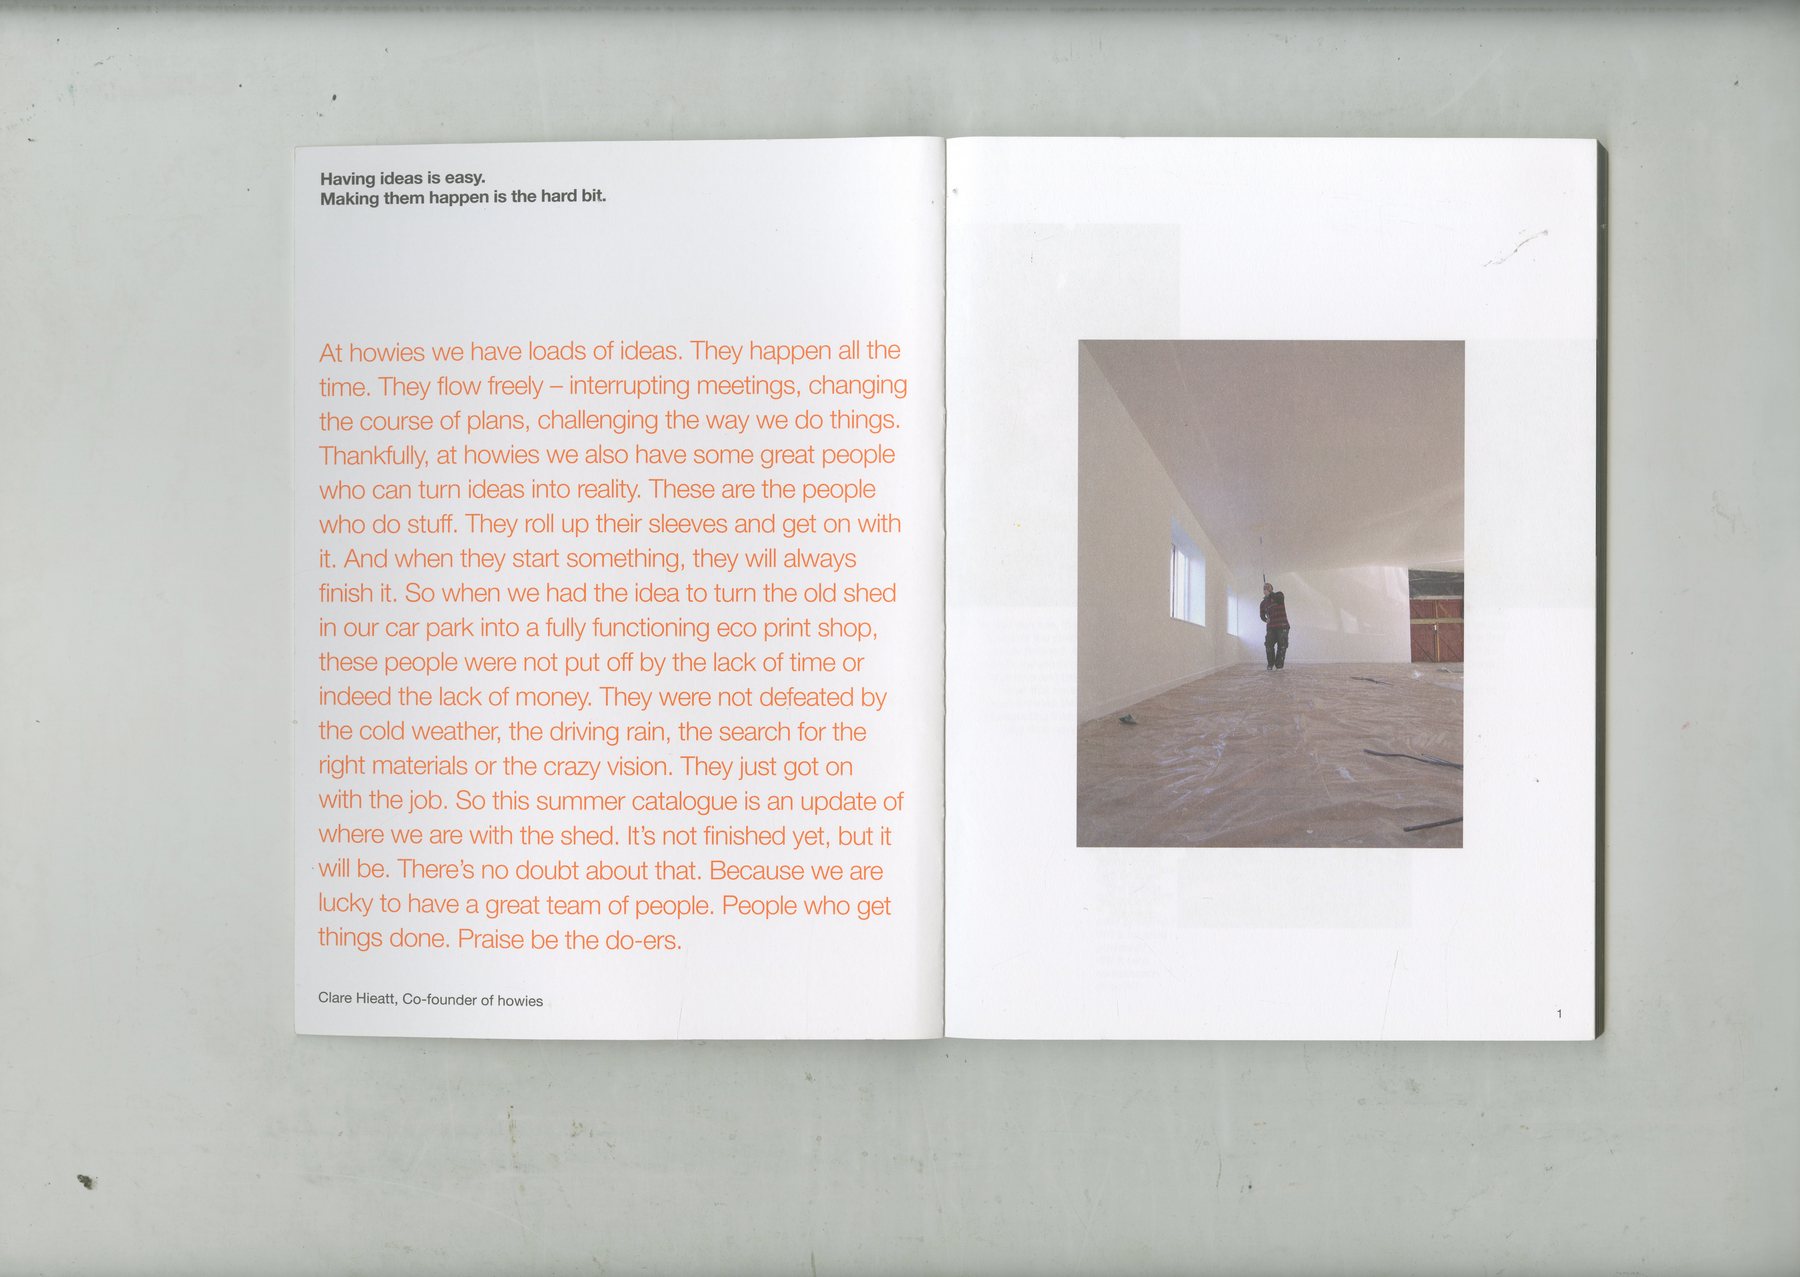 Having ideas is easy.
Making them happen is the hard bit.
At howies we have loads of ideas. They happen all the
time. They flow freely – interrupting meetings, changing
the course of plans, challenging the way we do things.
Thankfully, at howies we also have some great people
who can turn ideas into reality. These are the people
who do stuff. They roll up their sleeves and get on with
it. And when they start something, they will always
finish it. So when we had the idea to turn the old shed
in our car park into a fully functioning eco print shop,
these people were not put off by the lack of time or
indeed the lack of money. They were not defeated by
the cold weather, the driving rain, the search for the
right materials or the crazy vision. They just got on
with the job. So this summer catalogue is an update of
where we are with the shed. It’s not finished yet, but it
will be. There’s no doubt about that. Because we are
lucky to have a great team of people. People who get
things done. Praise be the do-ers.
Clare Hieatt, Co-founder of howies
1